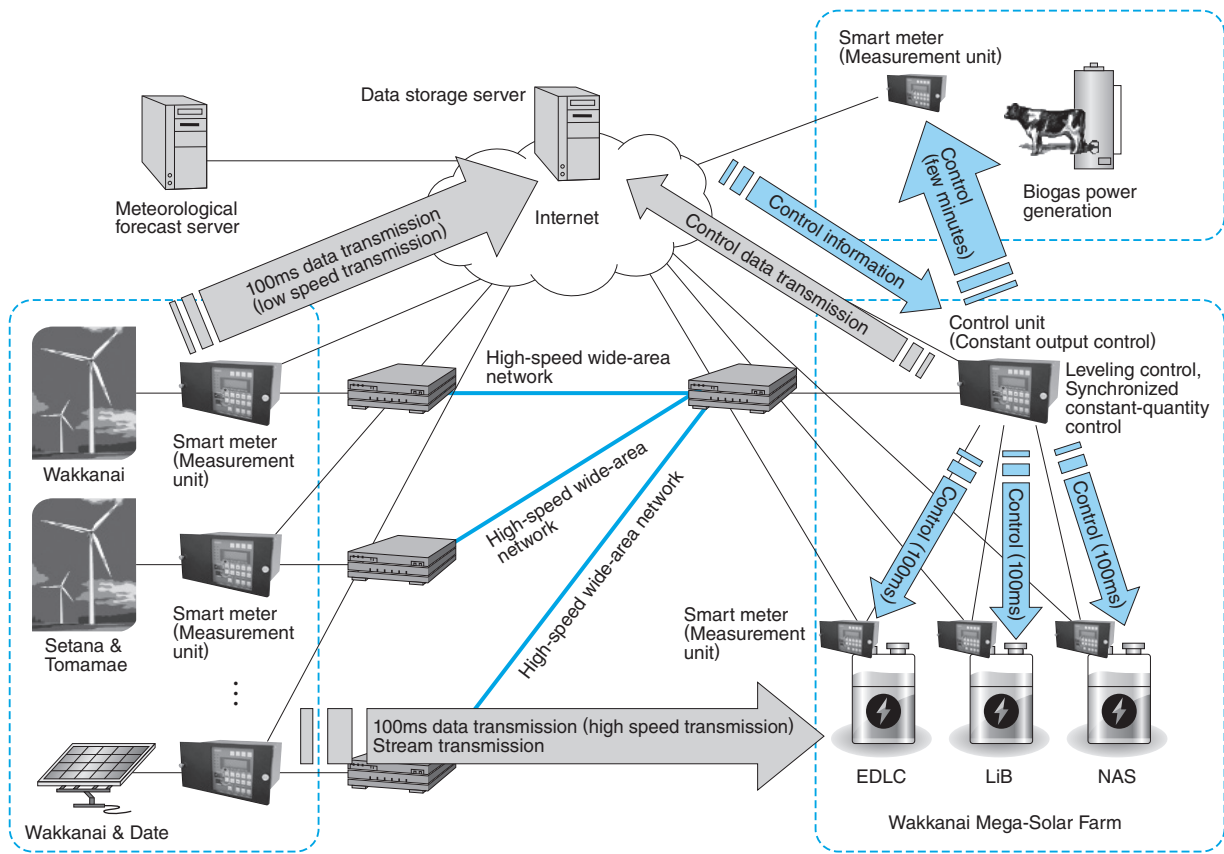 Smart meter
(Measurement unit)
Data storage server
Meteorological
forecast server
Internet
Biogas power
generation
Control
(few minutes)
100ms data transmission
(low speed transmission)
Control information
Control data transmission
Control unit
(Constant output control)
Leveling control,
Synchronized
constant-quantity
control
High-speed wide-area
network
Wakkanai
Smart meter
(Measurement
unit)
High-speed wide-area
network
High-speed wide-area network
Control (100ms)
Control (100ms)
Control (100ms)
Setana &
Tomamae
Smart meter
(Measurement
unit)
Smart meter
(Measurement
unit)
100ms data transmission (high speed transmission)
Stream transmission
EDLC
LiB
NAS
Wakkanai & Date
Wakkanai Mega-Solar Farm